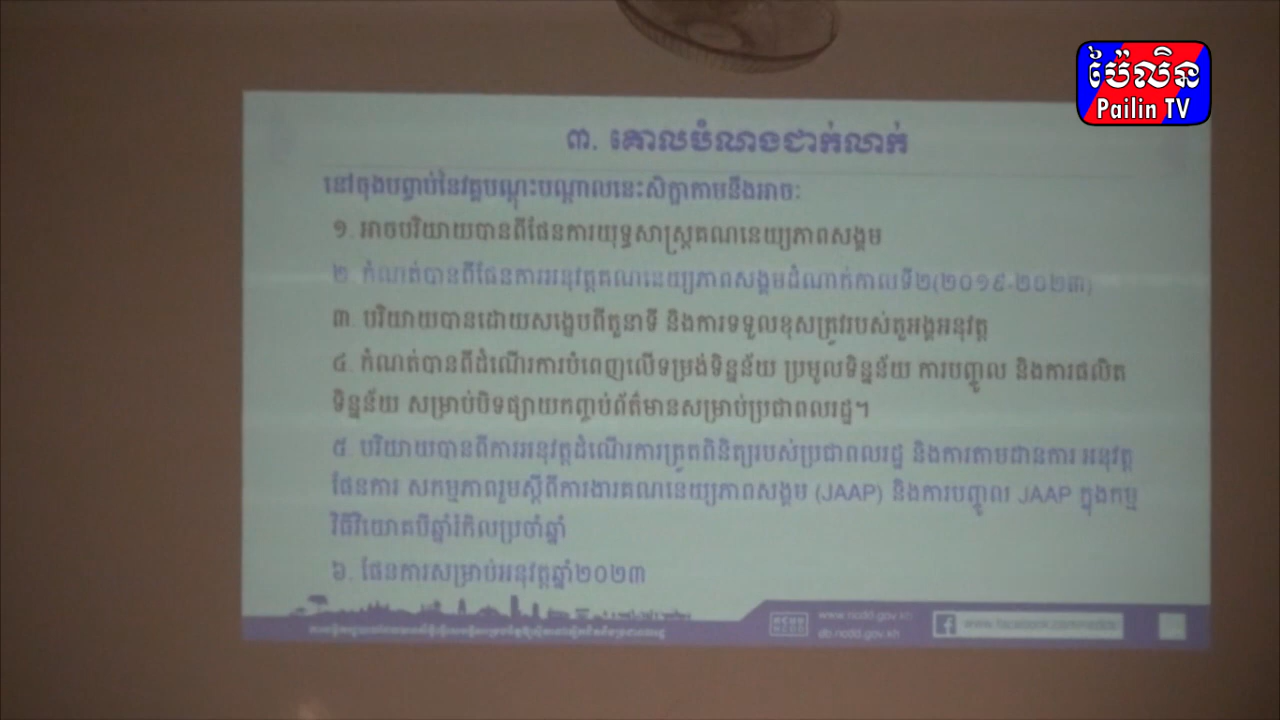 ប៉ៃលិន
Pailin TV
៣. គោលបំណងជាក់លាក់
នៅចុងបញ្ចប់នៃវគ្គបណ្តុះបណ្តាលនេះសិក្ខាកាមនឹងអាច:
១. អាចបរិយាយបានពីផែនការយុទ្ធសាស្ត្រគណនេយ្យភាពសង្គម
២. កំណត់បានពីផែនការអនុវត្តគណនេយ្យភាពសង្គមដំណាក់កាលទី២(២០១៩-២០២៣)
៣. បរិយាយបានដោយសង្ខេបពីតួនាទី និងការទទួលខុសត្រូវរបស់តួអង្គអនុវត្ត
៤. កំណត់បានពីដំណើរការបំពេញលើទម្រង់ទិន្នន័យ ប្រមូលទិន្នន័យ ការបញ្ចូល និងការផលិត
ទិន្នន័យ សម្រាប់បិទផ្សាយកញ្ចប់ព័ត៌មានសម្រាប់ប្រជាពលរដ្ឋ។
៥. បរិយាយបានពីការអនុវត្តដំណើរការត្រួតពិនិត្យរបស់ប្រជាពលរដ្ឋ និងការតាមដានការ អនុវត្ត
ផែនការ សកម្មភាពរួមស្តីពីការងារគណនេយ្យភាពសង្គម (JAAP) និងការបញ្ចូល JAAP ក្នុងកម្ម
វិធីវិនិយោគបីឆ្នាំរំកិលប្រចាំឆ្នាំ
៦. ផែនការសម្រាប់អនុវត្តឆ្នាំ២០២៣
www.ncdd.gov.kh
db.ncdd.gov.kh